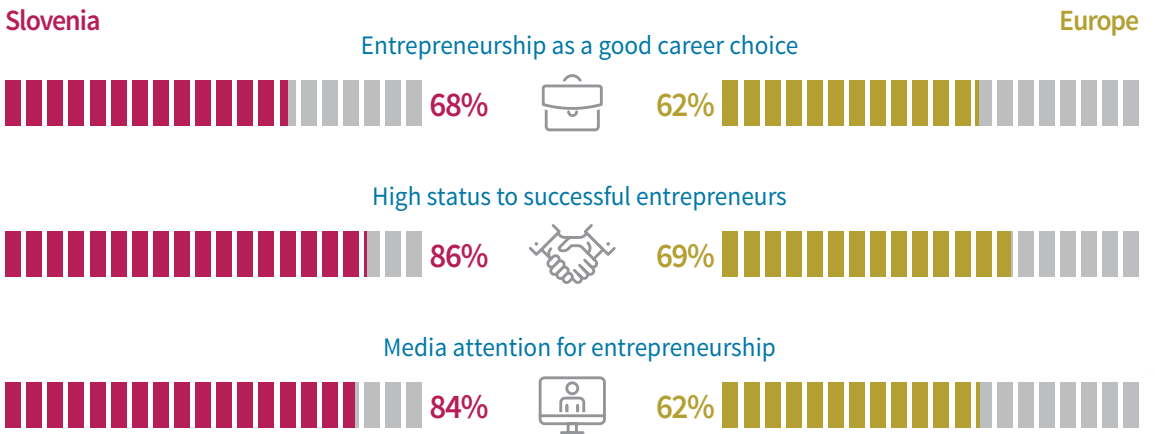 Slovenia
Europe
Entrepreneurship as a good career choice
68%
62%
High status to successful entrepreneurs
86%
69%
Media attention for entrepreneurship
84%
62%